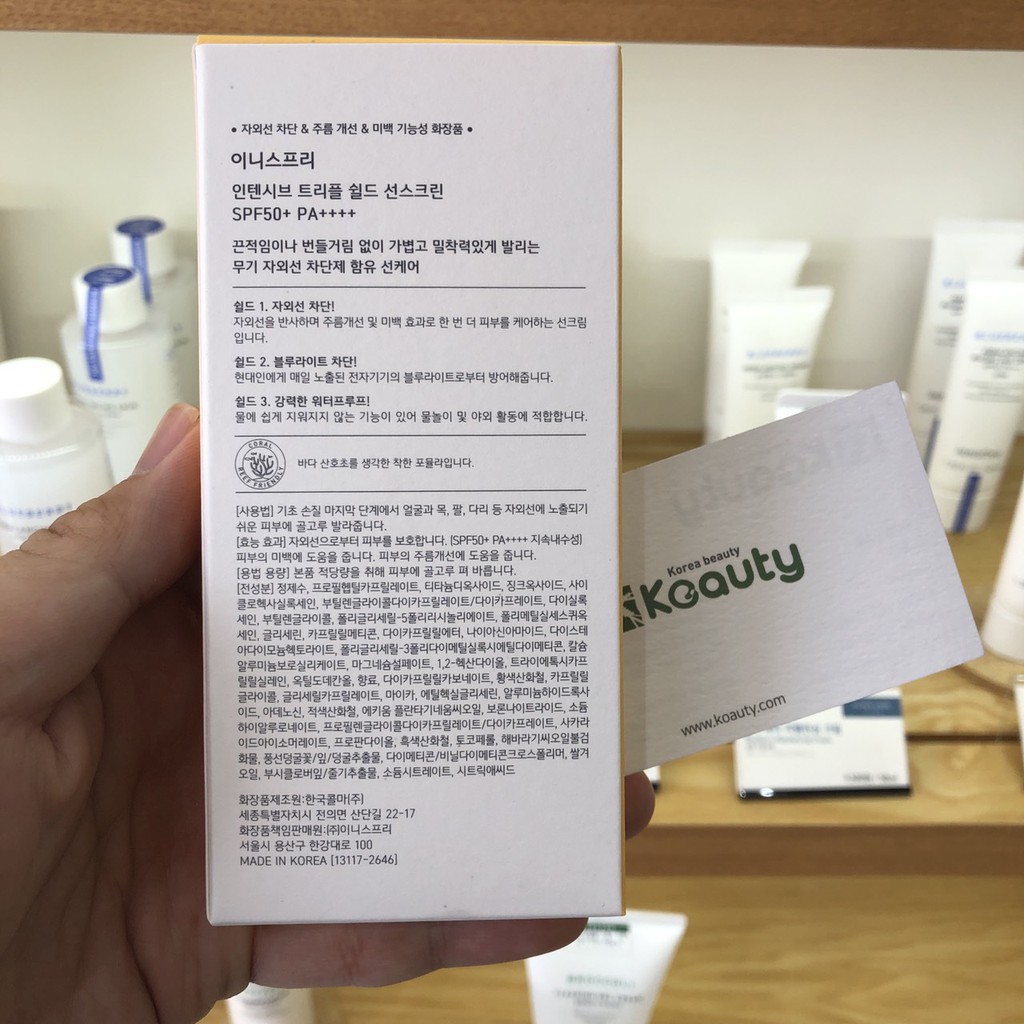 • 자외선 차단 & 주름 개선 & 미백 기능성 화장품 •
이니스프리
인텐시브 트리플 쉴드 선스크린
SPF50+ PA++++
끈적임이나 번들거림 없이 가볍고 밀착력있게 발리는
무기 자외선 차단제 함유 선케어
쉴드 1. 자외선 차단!
자외선을 반사하며 주름개선 및 미백 효과로 한 번 더 피부를 케어하는 선크림
입니다.
쉴드 2. 블루라이트 차단!
현대인에게 매일 노출된 전자기기의 블루라이트로부터 방어해줍니다.
쉴드 3. 강력한 워터프루프!
물에 쉽게 지워지지 않는 기능이 있어 물놀이 및 야외 활동에 적합합니다.
CORAL
REEF FRIENDLY
바다 산호초를 생각한 착한 포뮬라입니다.
[사용법] 기초 손질 마지막 단계에서 얼굴과 목, 팔, 다리 등 자외선에 노출되기
쉬운 피부에 골고루 발라줍니다.
[효능 효과] 자외선으로부터 피부를 보호합니다. (SPF50+ PA++++ 지속내수성)
피부의 미백에 도움을 줍니다. 피부의 주름개선에 도움을 줍니다.
[용법 용량] 본품 적당량을 취해 피부에 골고루 펴 바릅니다.
[전성분] 정제수, 프로필헵틸카프릴레이트, 티타늄디옥사이드, 징크옥사이드, 사이
클로헥사실록세인, 부틸렌글라이콜다이카프릴레이트/다이카프레이트, 다이실록
세인, 부틸렌글라이콜, 폴리글리세릴-5폴리리시놀리에이트, 폴리메틸실세스퀴옥
세인, 글리세린, 카프릴릴메티콘, 다이카프릴릴에터, 나이아신아마이드, 다이스테
아다이모늄헥토라이트, 폴리글리세릴-3폴리다이메틸실록시에틸다이메티콘, 칼슘
알루미늄보로실리케이트, 마그네슘설페이트, 1,2-헥산다이올, 트라이에톡시카프
릴릴실레인, 옥틸도데칸올, 향료, 다이카프릴릴카보네이트, 황색산화철, 카프릴릴
글라이콜, 글리세릴카프릴레이트, 마이카, 에틸헥실글리세린, 알루미늄하이드록사
이드, 아데노신, 적색산화철, 에키움 플란타기네움씨오일, 보론나이트라이드, 소듐
하이알루로네이트, 프로필렌글라이콜다이카프릴레이트/다이카프레이트, 사카라
이드아이소머레이트, 프로판다이올, 흑색산화철, 토코페롤, 해바라기씨오일불검
화물, 풍선덩굴꽃/잎/덩굴추출물, 다이메티콘/비닐다이메티콘크로스폴리머, 쌀겨
오일, 부시클로버잎/줄기추출물, 소듐시트레이트, 시트릭애씨드
화장품제조원:한국콜마(주)
세종특별자치시 전의면 산단길 22-17
화장품책임판매원:㈜이니스프리
서울시 용산구 한강대로 100
MADE IN KOREA [13117-2646]
Korea beauty
Koauty
www.koauty.com